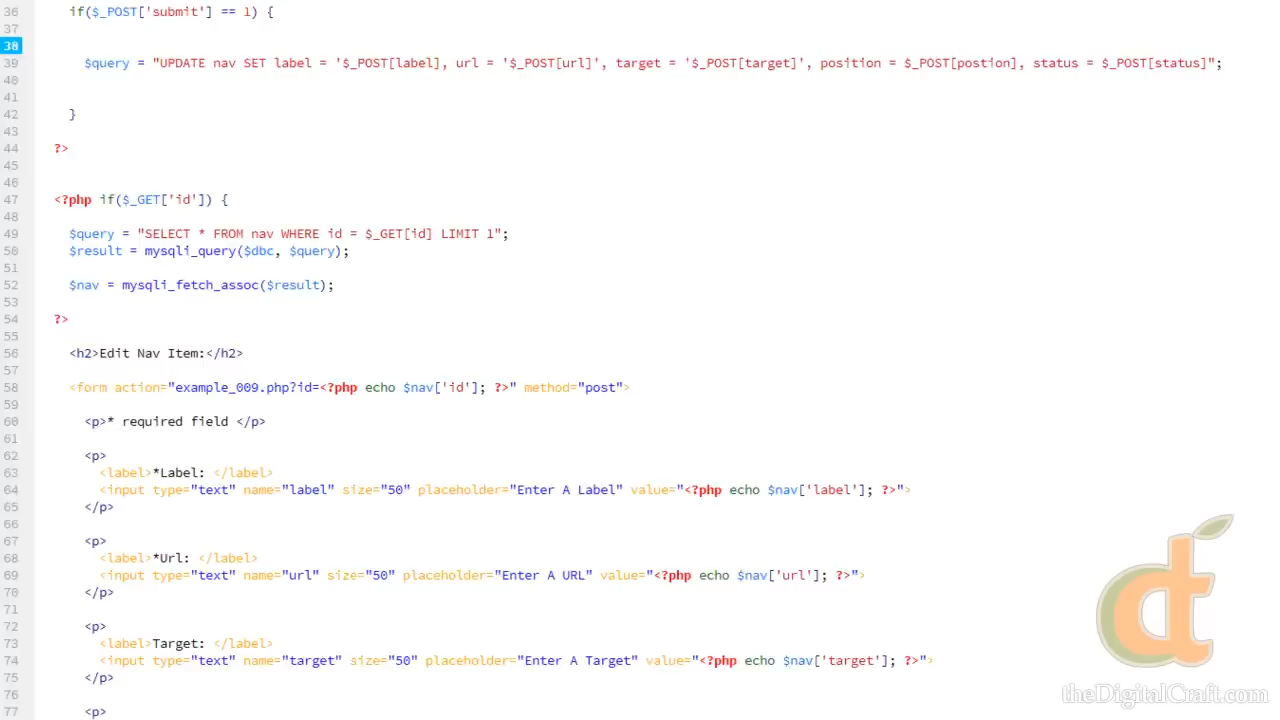 36 if($_POST['submit'] == 1) {
37
38
39 $query = "UPDATE nav SET label = '$_POST[label], url = '$_POST[url]', target = '$_POST[target]', position = $_POST[postion], status = $_POST[status]";
40
41
42 }
43
44 ?>
45
46
47 <?php if($_GET['id']) {
48
49 $query = "SELECT * FROM nav WHERE id = $_GET[id] LIMIT 1";
50 $result = mysqli_query($dbc, $query);
51
52 $nav = mysqli_fetch_assoc($result);
53
54 ?>
55
56 <h2>Edit Nav Item:</h2>
57
58 <form action="example_009.php?id=<?php echo $nav['id']; ?>" method="post">
59
60 <p>* required field </p>
61
62 <p>
63 <label>*Label: </label>
64 <input type="text" name="label" size="50" placeholder="Enter A Label" value="<?php echo $nav['label']; ?>">
65 </p>
66
67 <p>
68 <label>*Url: </label>
69 <input type="text" name="url" size="50" placeholder="Enter A URL" value="<?php echo $nav['url']; ?>">
70 </p>
71
72 <p>
73 <label>Target: </label>
74 <input type="text" name="target" size="50" placeholder="Enter A Target" value="<?php echo $nav['target']; ?>">
75 </p>
76
77 <p>
theDigitalCraft.com